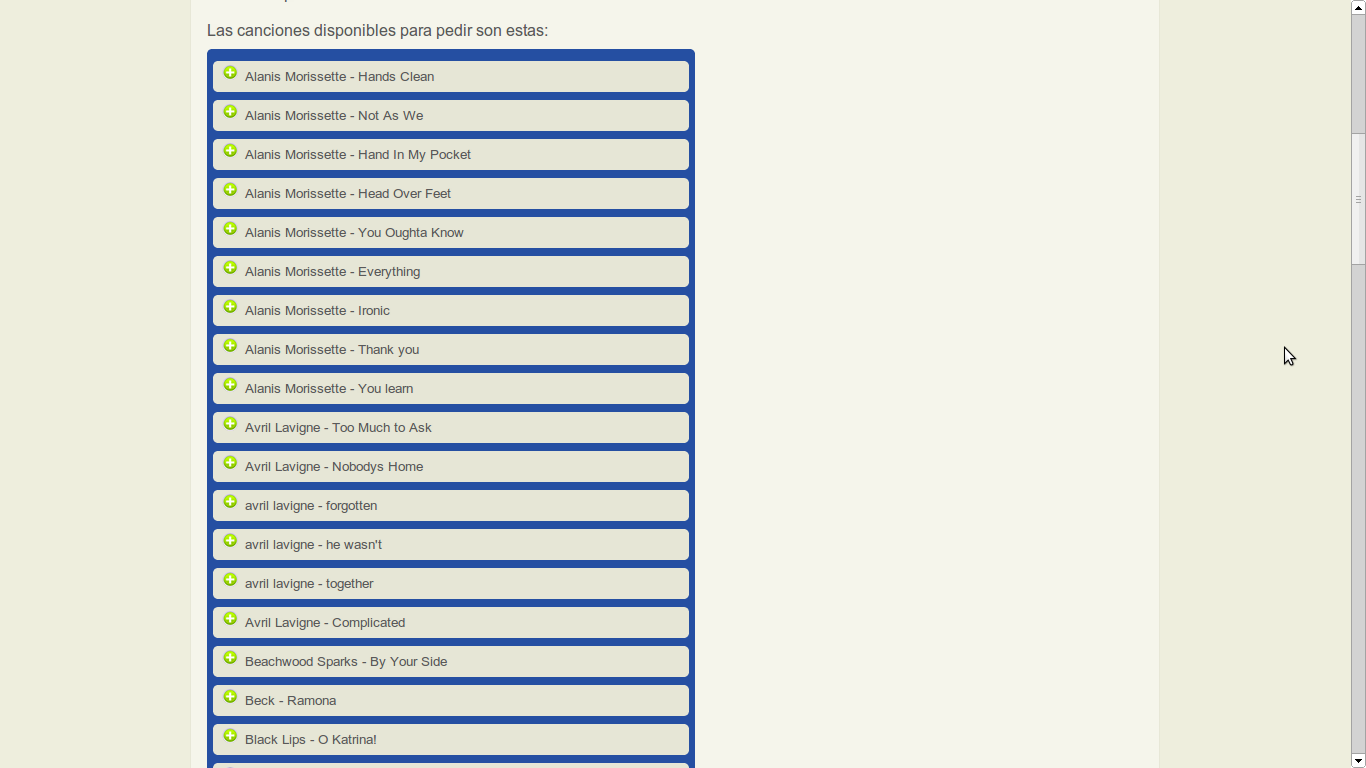 Las canciones disponibles para pedir son estas:
Alanis Morissette - Hands Clean
Alanis Morissette - Not As We
Alanis Morissette - Hand In My Pocket
Alanis Morissette - Head Over Feet
Alanis Morissette - You Oughta Know
Alanis Morissette - Everything
Alanis Morissette - Ironic
Alanis Morissette - Thank you
Alanis Morissette - You learn
Avril Lavigne - Too Much to Ask
Avril Lavigne - Nobodys Home
avril lavigne - forgotten
avril lavigne - he wasn't
avril lavigne - together
Avril Lavigne - Complicated
Beachwood Sparks - By Your Side
Beck - Ramona
Black Lips - O Katrina!